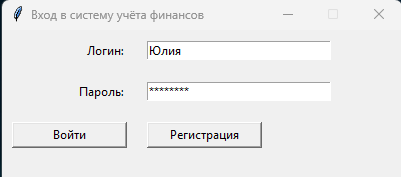 Вход в систему учёта финансов
Логин: Юлия
Пароль: ********
Войти Регистрация